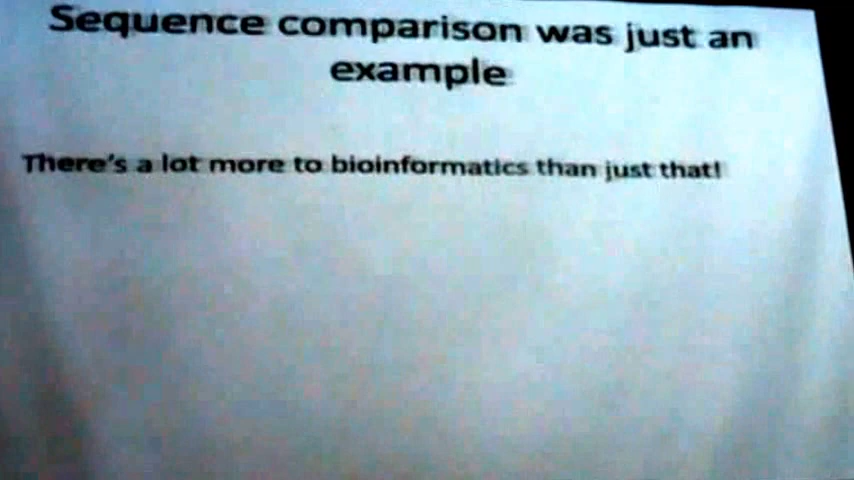 Sequence comparison was just an
example
There's a lot more to bioinformatics than just that!